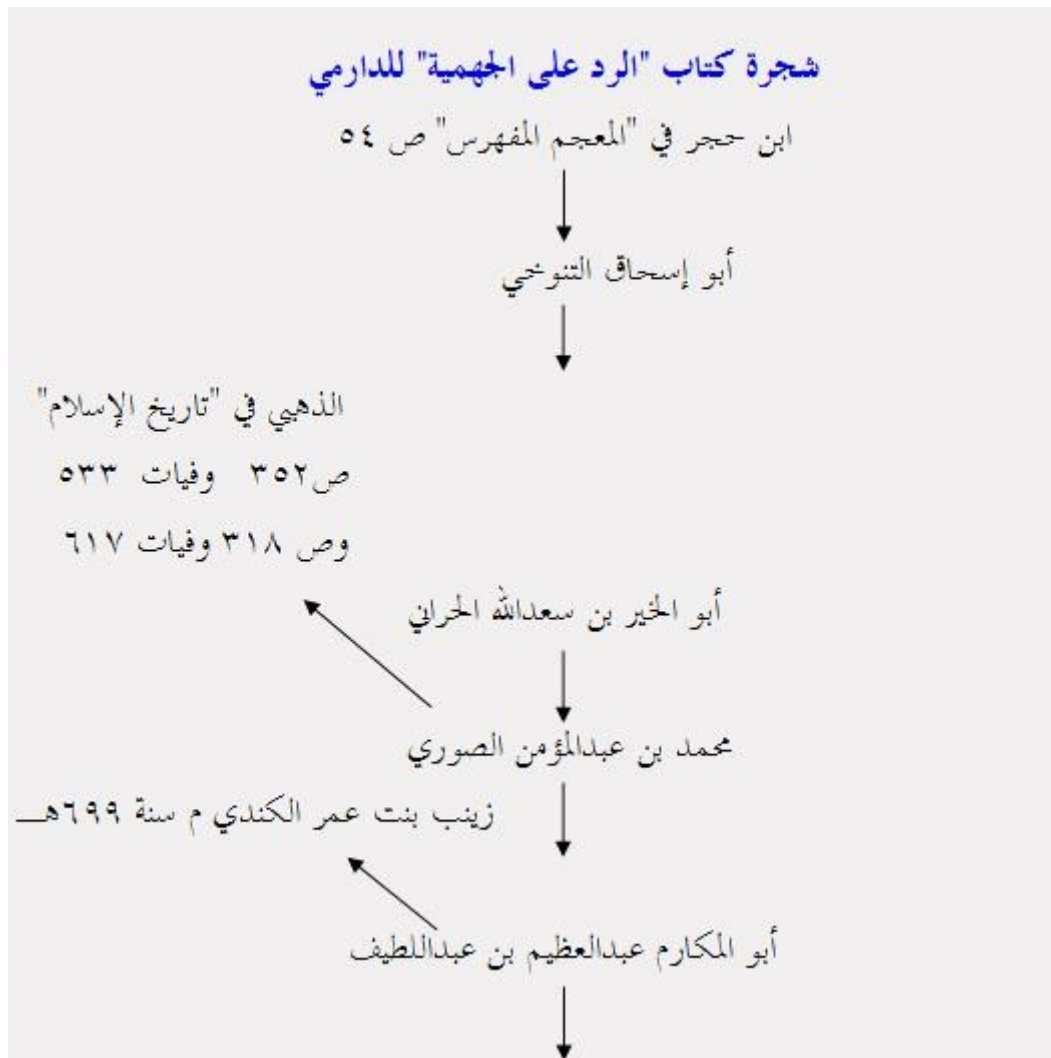 شجرة كتاب "الرد على الجهمية" للدارمي
ابن حجر في "المعجم المفهرس" ص ٥٤
أبو إسحاق التنوخي
الذهبي في "تاريخ الإسلام"
ص٣٥٢ وفيات ٥٣٣
وص ٣١٨ وفيات ٦١٧
أبو الخير بن سعدالله الحراني
محمد بن عبدالمؤمن الصوري
زينب بنت عمر الكندي م سنة ٦٩٩هـــ
أبو المكارم عبدالعظيم بن عبداللطيف